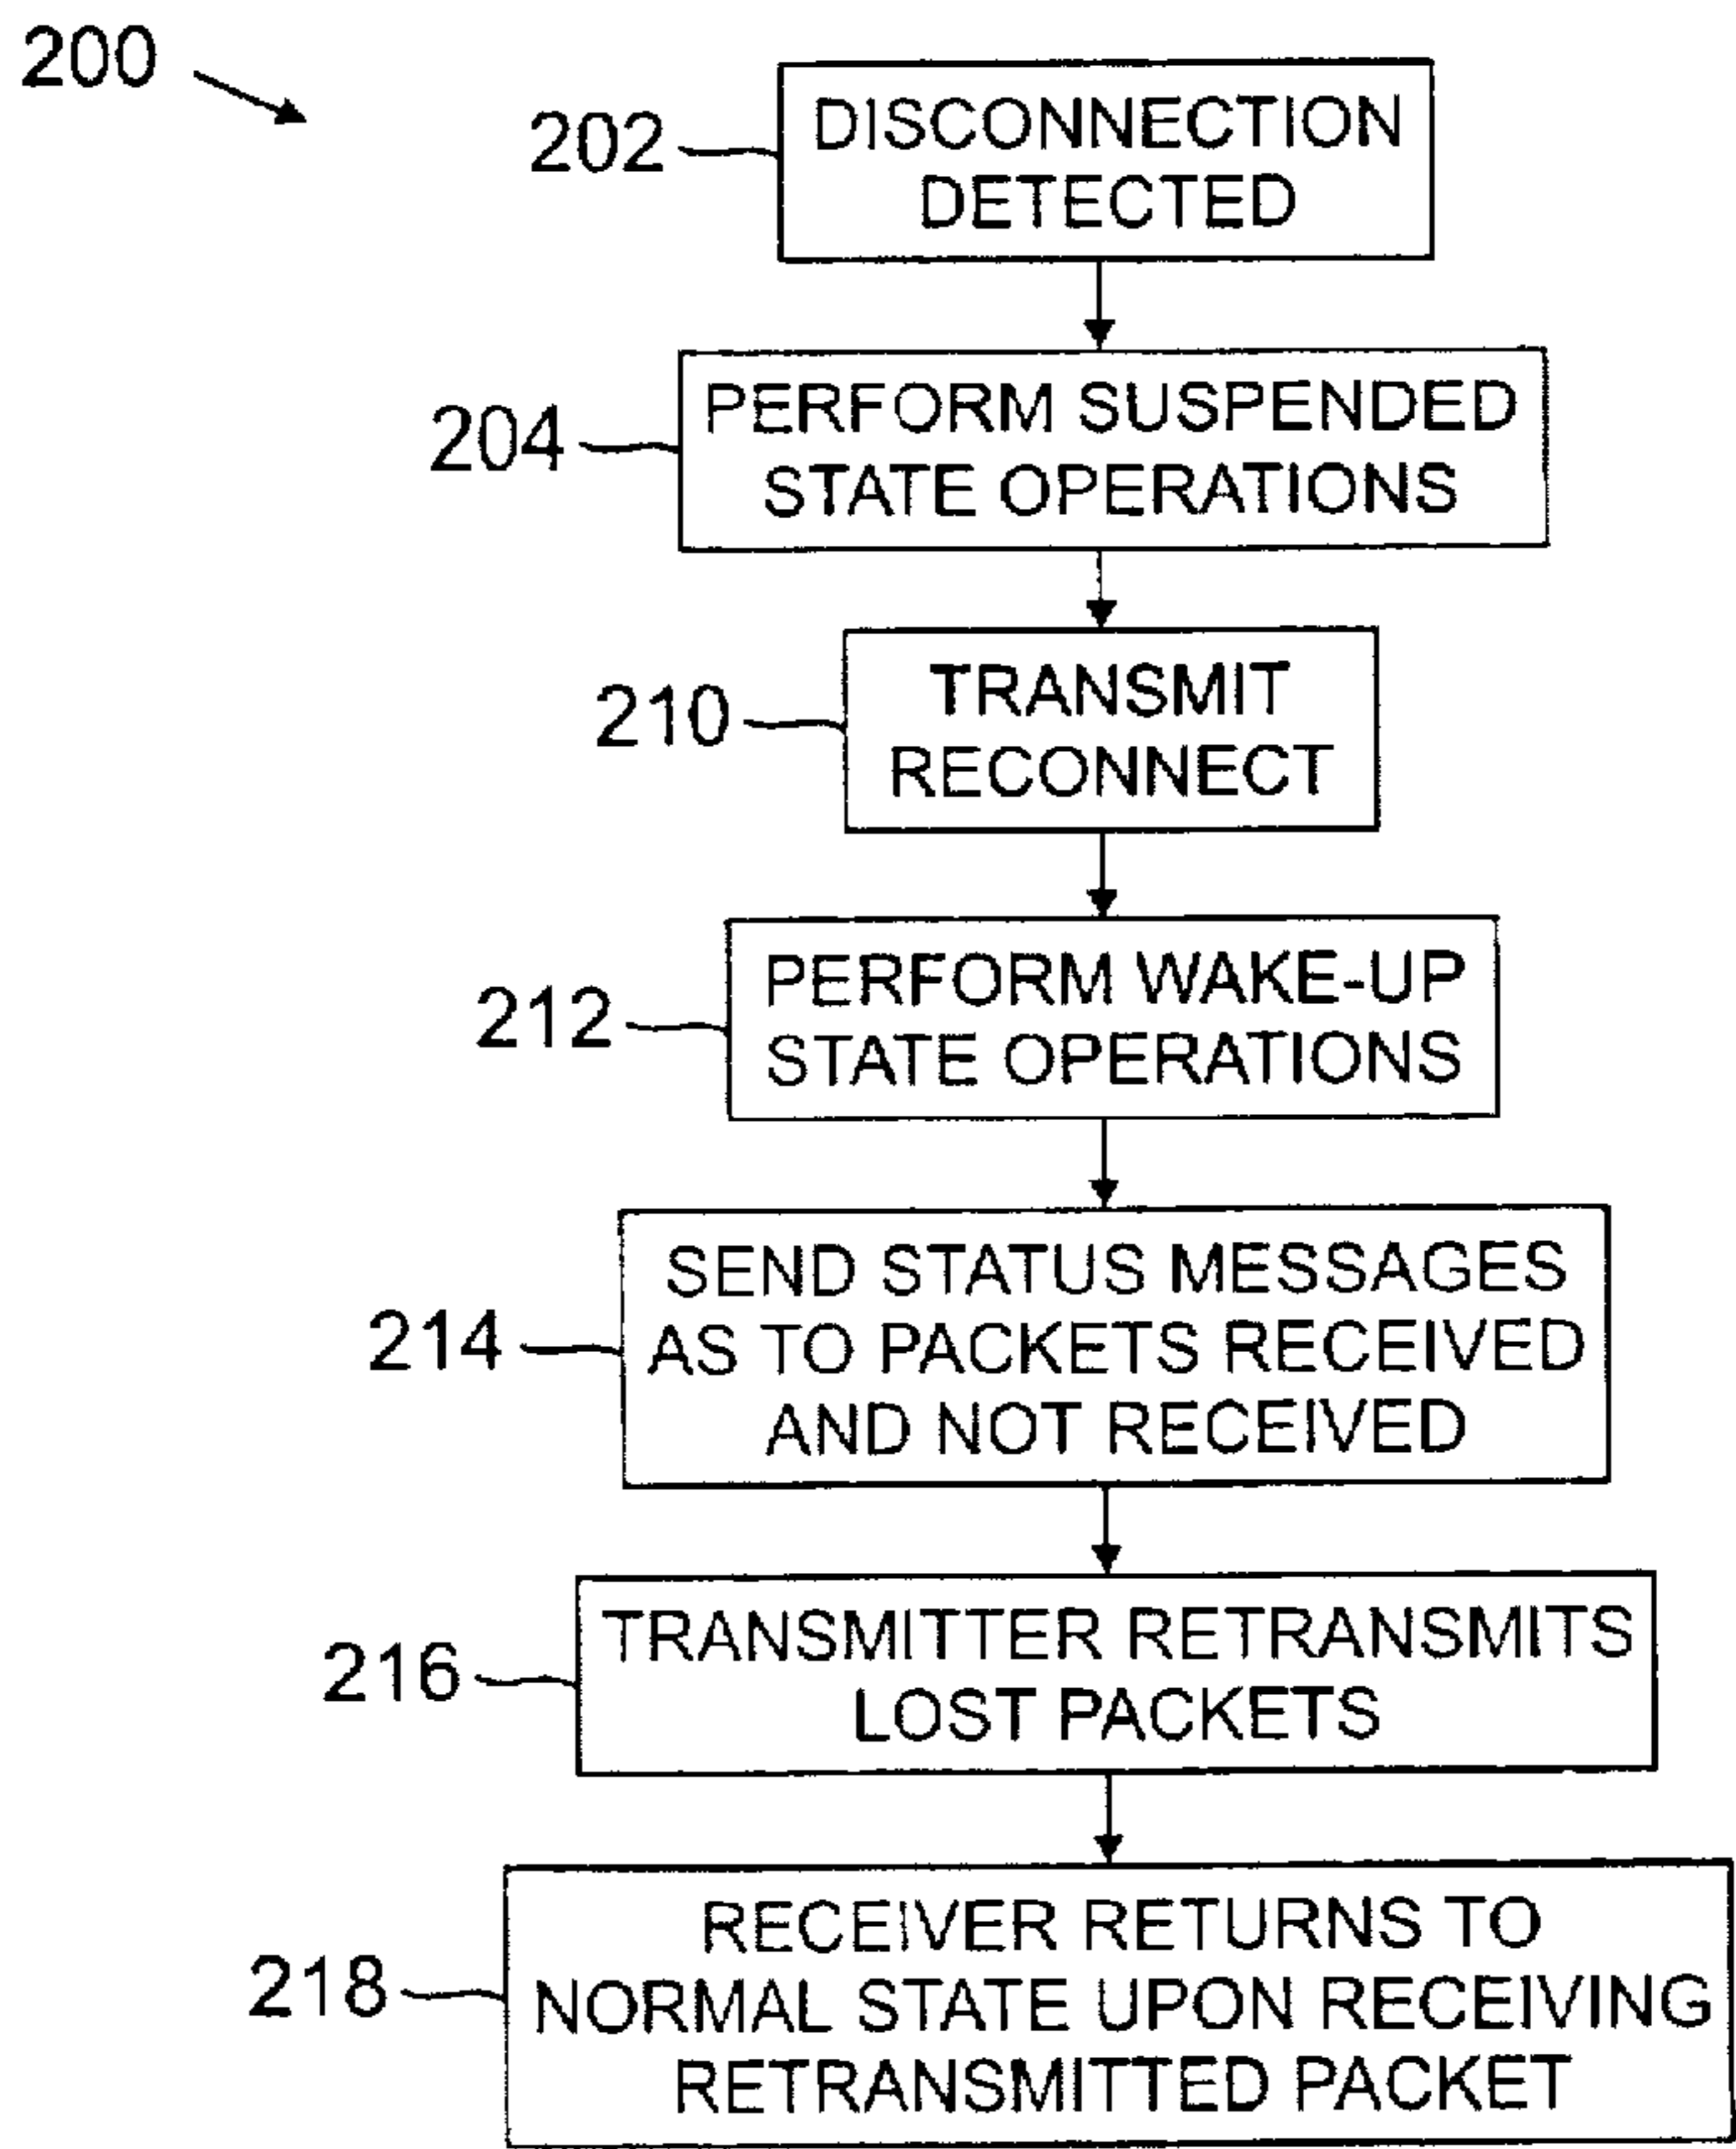 200
202
DISCONNECTION
DETECTED
204
PERFORM SUSPENDED
STATE OPERATIONS
210
TRANSMIT
RECONNECT
212
PERFORM WAKE-UP
STATE OPERATIONS
214
SEND STATUS MESSAGES
AS TO PACKETS RECEIVED
AND NOT RECEIVED
216
TRANSMITTER RETRANSMITS
LOST PACKETS
218
RECEIVER RETURNS TO
NORMAL STATE UPON RECEIVING
RETRANSMITTED PACKET